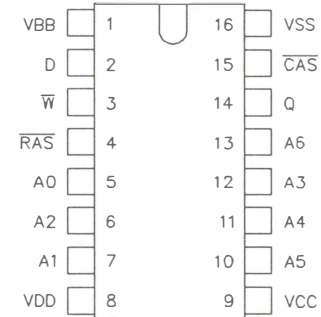 VBB 1 16 VSS
D 2 15 CAS
W 3 14 Q
RAS 4 13 A6
A0 5 12 A3
A2 6 11 A4
A1 7 10 A5
VDD 8 9 VCC